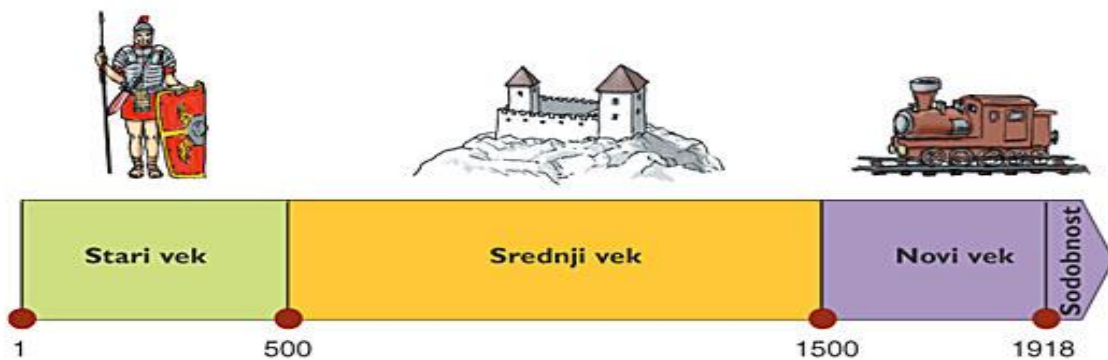 Stari vek
Srednji vek
Novi vek
Sodobnost
1
500
1500
1918